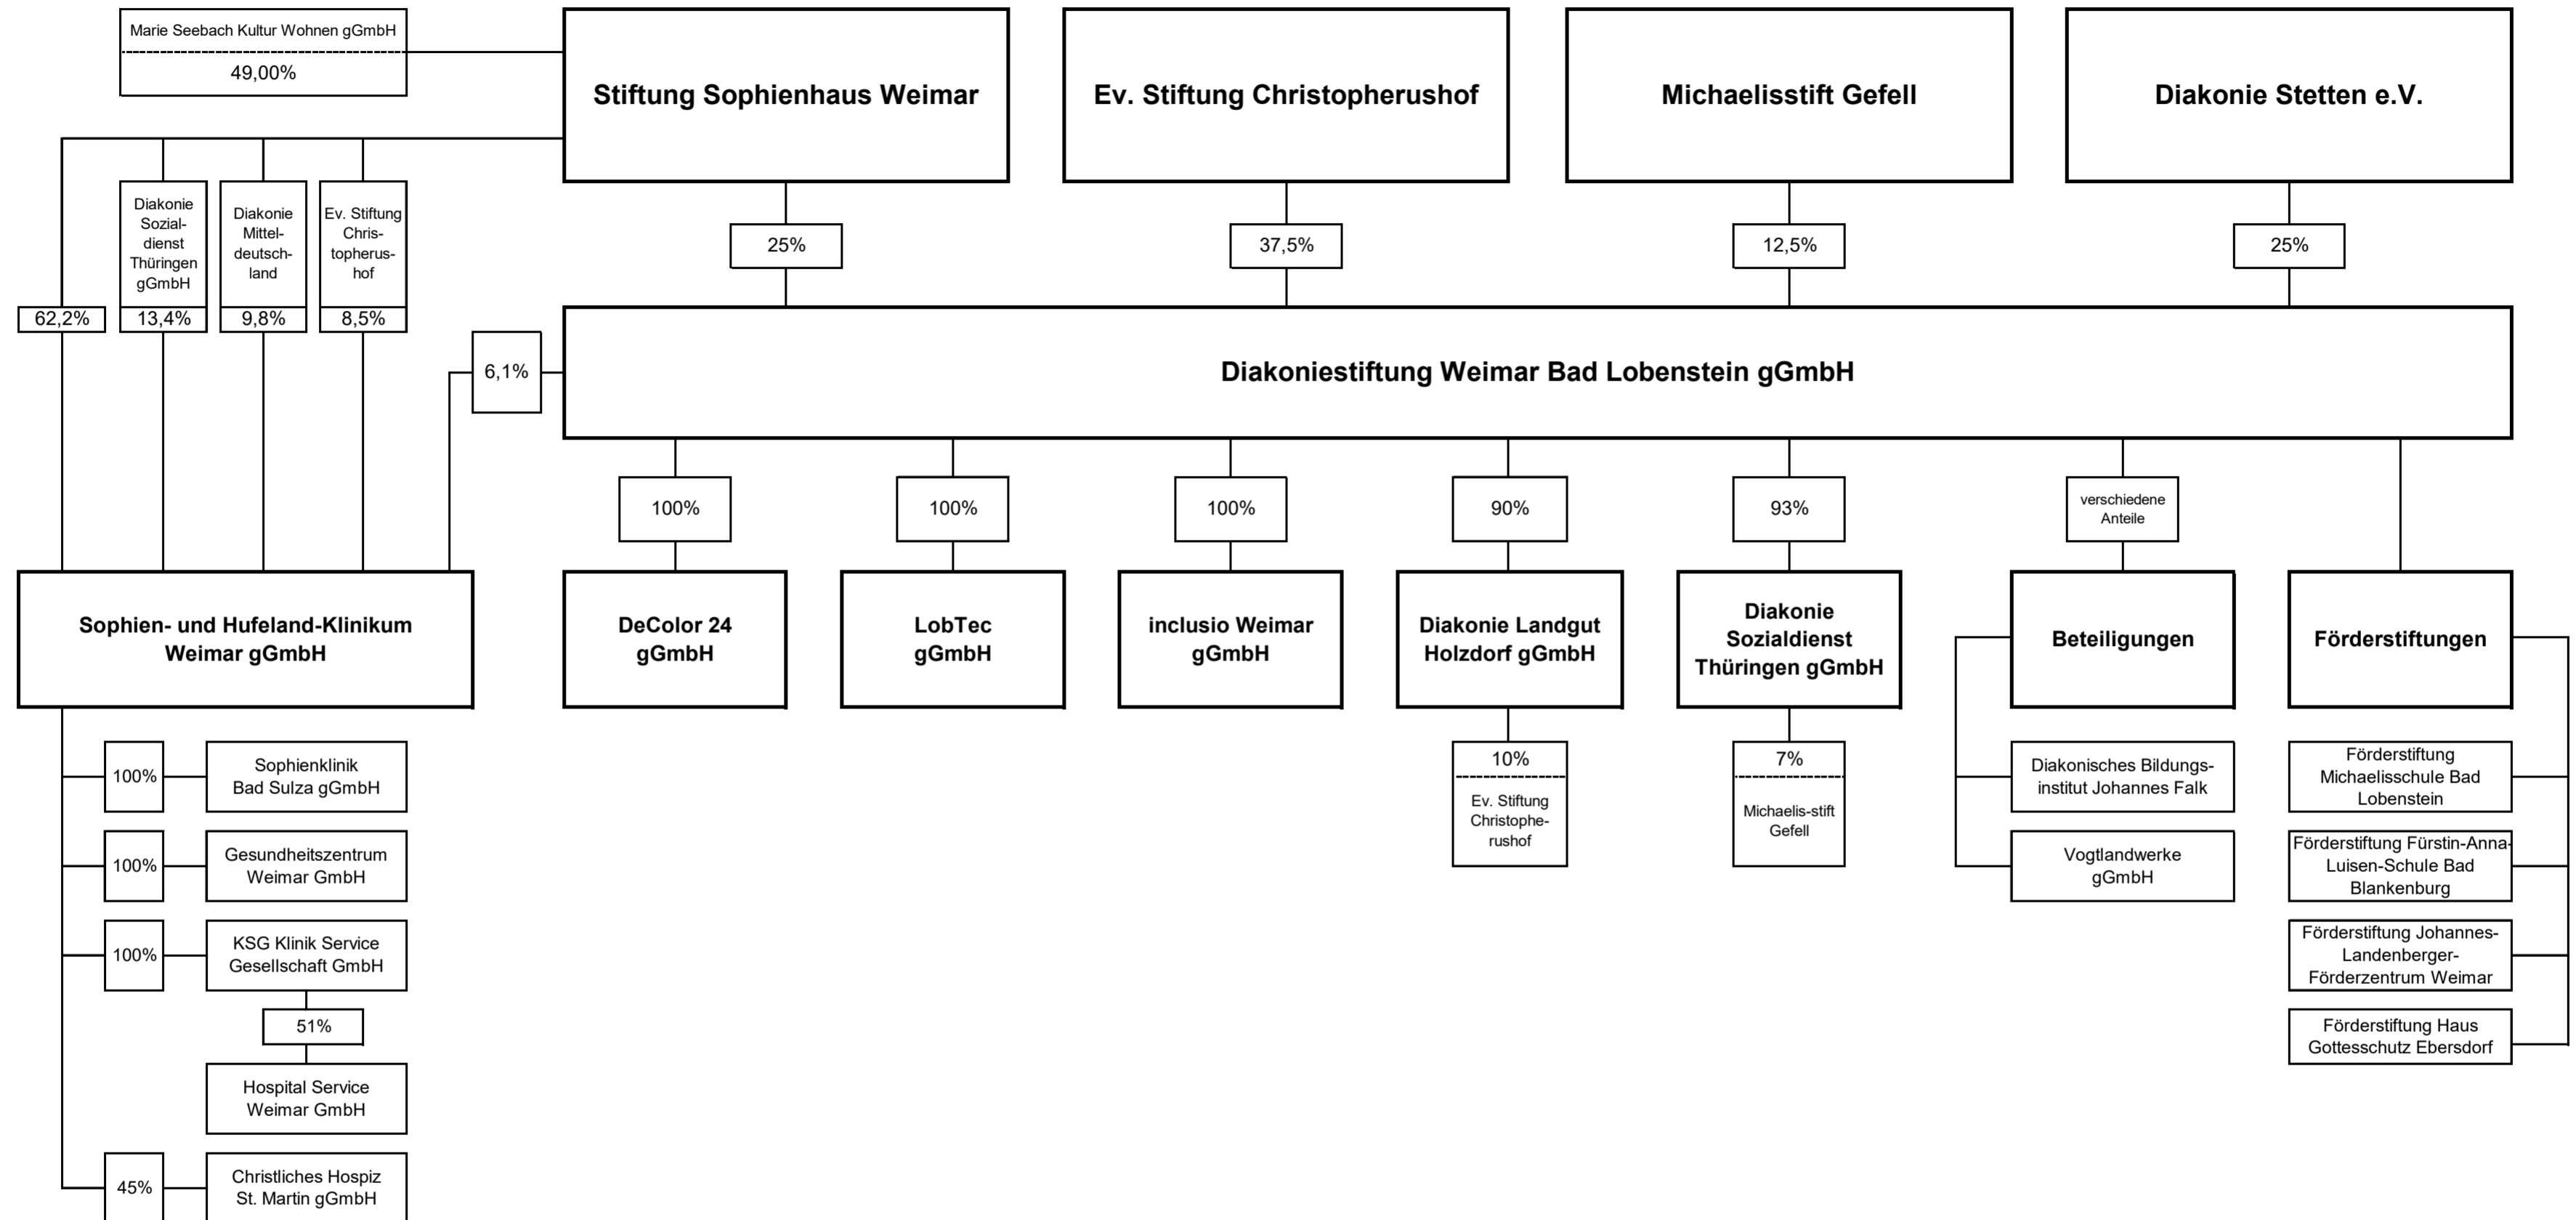 Marie Seebach Kultur Wohnen gGmbH
49,00%
Stiftung Sophienhaus Weimar
Ev. Stiftung Christopherushof
Michaelisstift Gefell
Diakonie Stetten e.V.
Diakonie
Sozial-
dienst
Thüringen
gGmbH
Diakonie
Mittel-
deutsch-
land
Ev. Stiftung
Chris-
topherus-
hof
25%
37,5%
12,5%
25%
62,2%
13,4%
9,8%
8,5%
6,1%
Diakoniestiftung Weimar Bad Lobenstein gGmbH
100%
100%
100%
90%
93%
verschiedene
Anteile
Sophien- und Hufeland-Klinikum
Weimar gGmbH
DeColor 24
gGmbH
LobTec
gGmbH
inclusio Weimar
gGmbH
Diakonie Landgut
Holzdorf gGmbH
Diakonie
Sozialdienst
Thüringen gGmbH
Beteiligungen
Förderstiftungen
100%
Sophienklinik
Bad Sulza gGmbH
100%
Gesundheitszentrum
Weimar GmbH
100%
KSG Klinik Service
Gesellschaft GmbH
51%
Hospital Service
Weimar GmbH
45%
Christliches Hospiz
St. Martin gGmbH
10%
Ev. Stiftung
Christophe-
rushof
7%
Michaelis-stift
Gefell
Diakonisches Bildungs-
institut Johannes Falk
Vogtlandwerke
gGmbH
Förderstiftung
Michaelisschule Bad
Lobenstein
Förderstiftung Fürstin-Anna-
Luisen-Schule Bad
Blankenburg
Förderstiftung Johannes-
Landenberger-
Förderzentrum Weimar
Förderstiftung Haus
Gottesschutz Ebersdorf